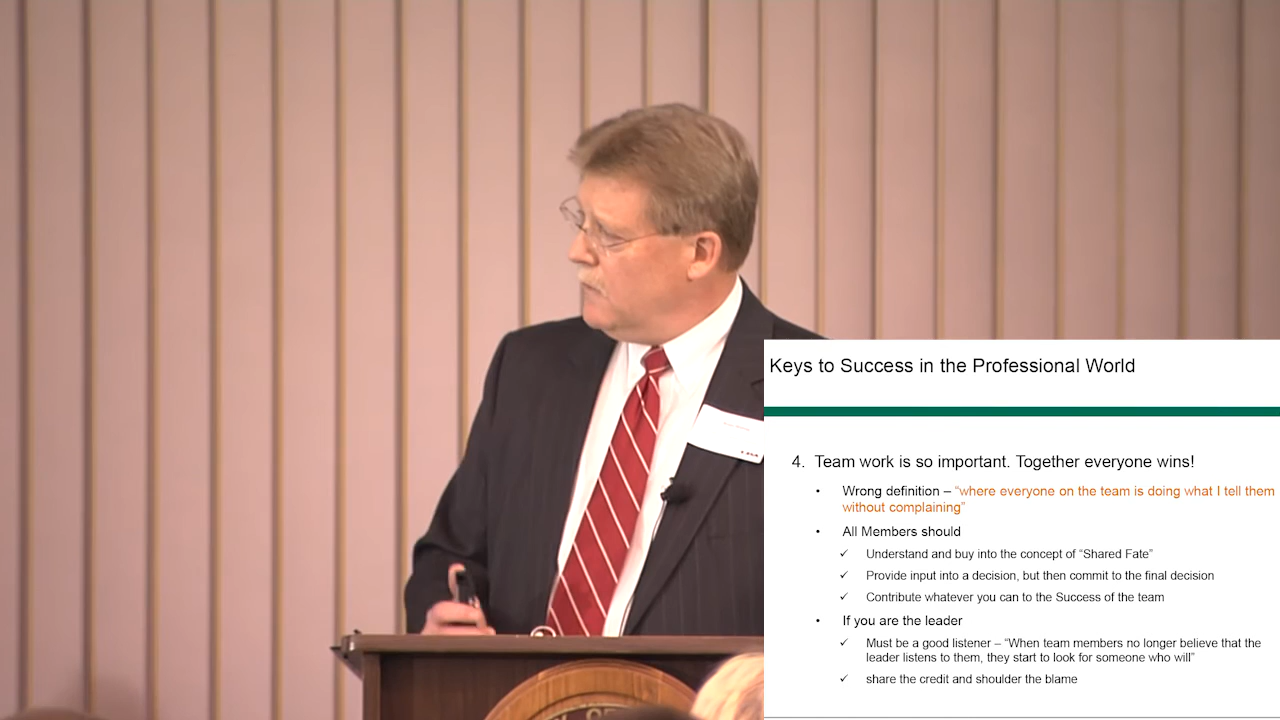 Keys to Success in the Professional World
4. Team work is so important. Together everyone wins!
• Wrong definition – “where everyone on the team is doing what I tell them
without complaining”
• All Members should
✓ Understand and buy into the concept of “Shared Fate”
✓ Provide input into a decision, but then commit to the final decision
✓ Contribute whatever you can to the Success of the team
• If you are the leader
✓ Must be a good listener – “When team members no longer believe that the
leader listens to them, they start to look for someone who will”
✓ share the credit and shoulder the blame